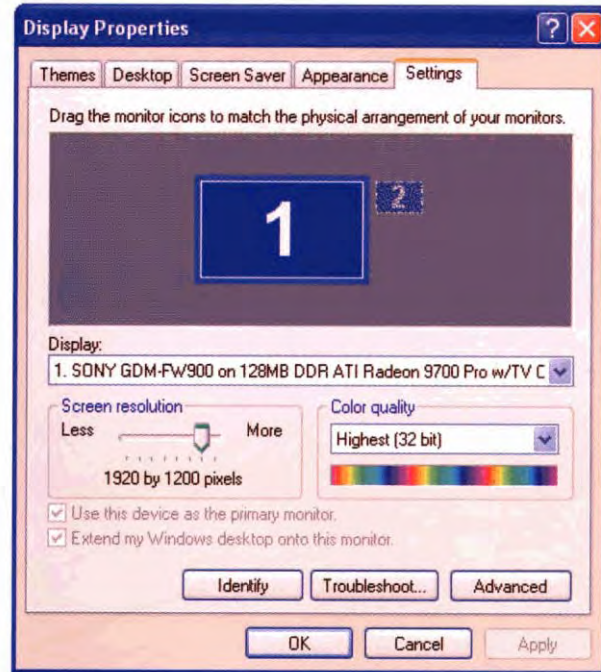 Display Properties
?
Themes Desktop Screen Saver Appearance Settings
Drag the monitor icons to match the physical arrangement of your monitors.
1 2
Display:
1. SONY GDM-FW900 on 128MB DDR ATI Radeon 9700 Pro w/TV C
Screen resolution
Less More
1920 by 1200 pixels
Color quality
Highest (32 bit)
Use this device as the primary monitor.
Extend my Windows desktop onto this monitor.
Identify Troubleshoot... Advanced
OK Cancel Apply